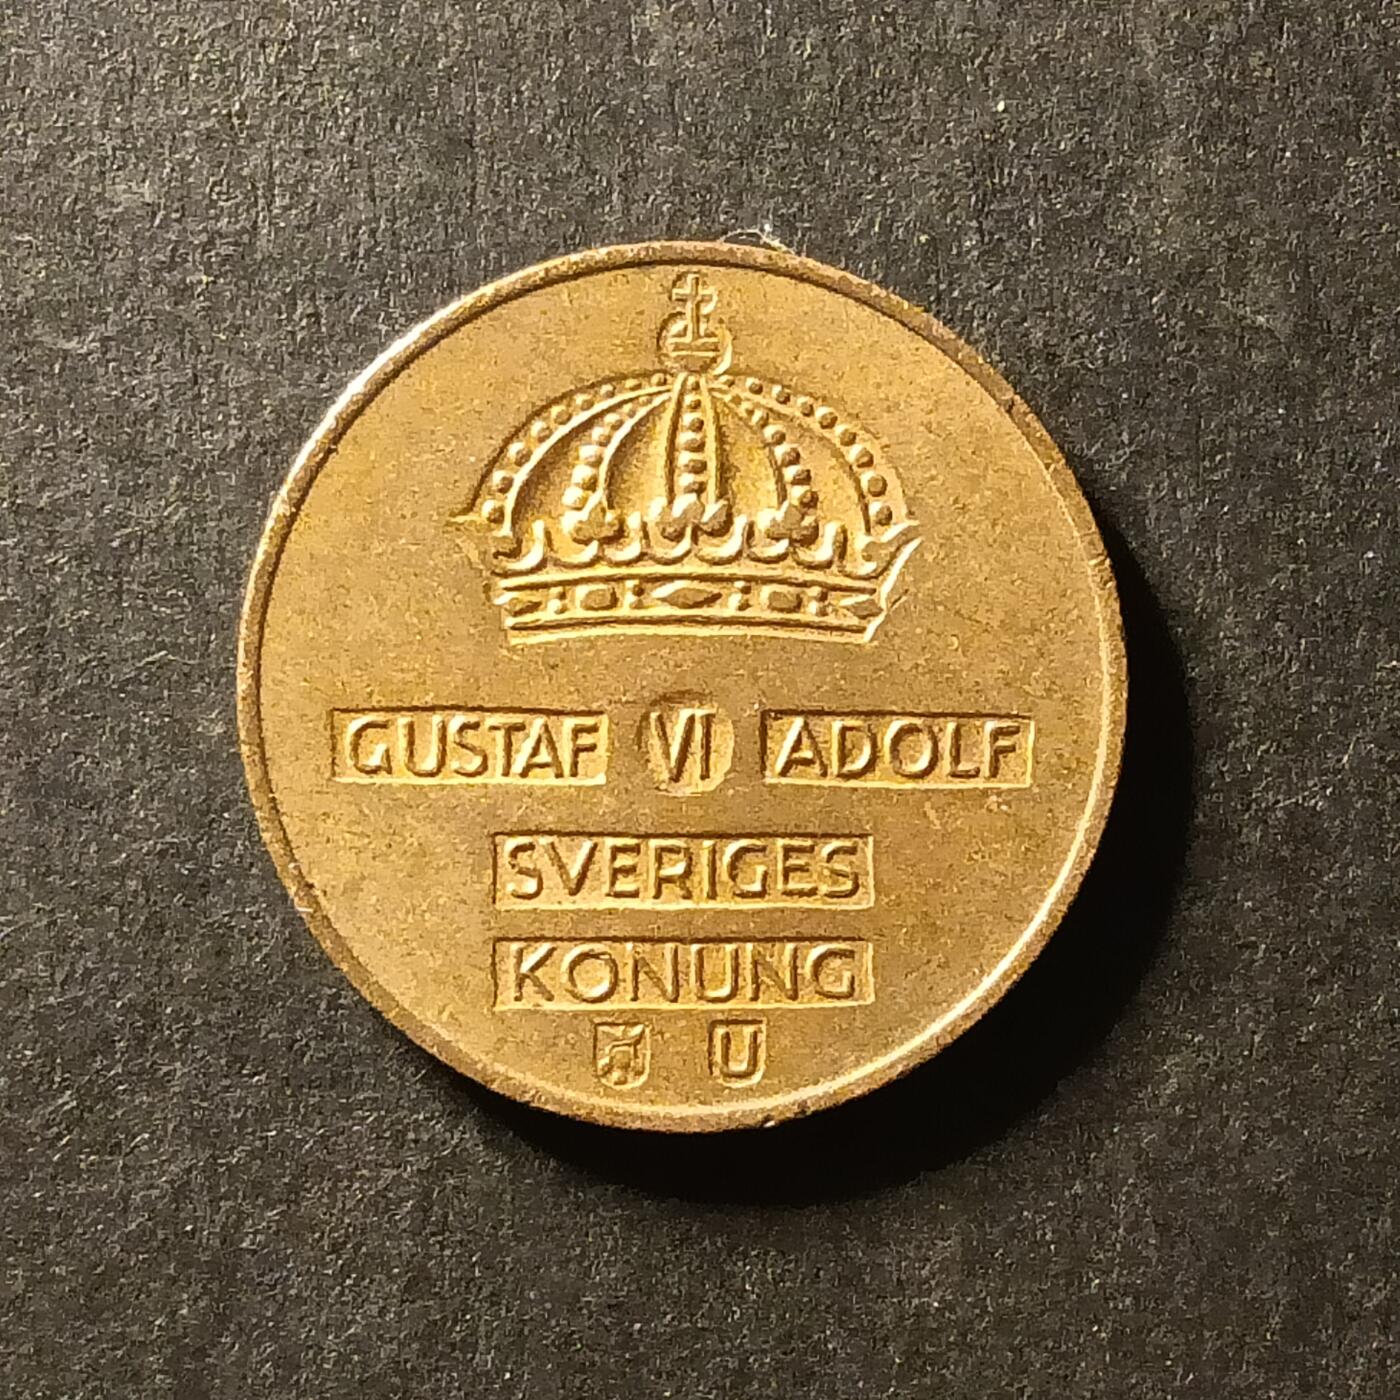 GUSTAF VI ADOLF
SVERIGES
KONUNG
U